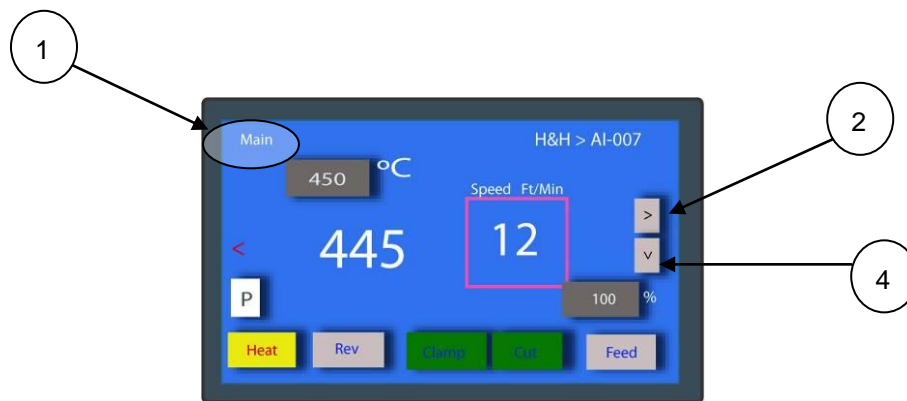 1
2
Main
H&H > AI-007
450 °C
Speed Ft/Min
>
< 445 12
v
4
P
100 %
Heat Rev Clamp Cut Feed